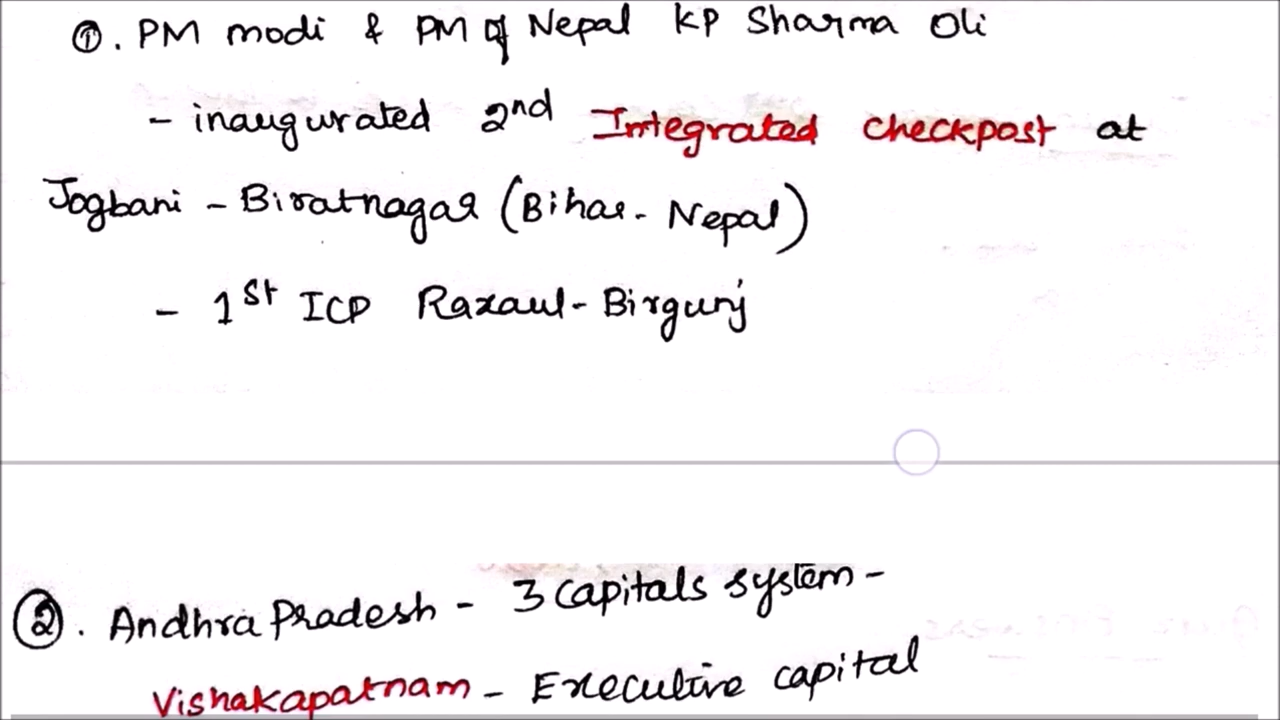 ①. PM modi & PM of Nepal KP Sharma Oli
- inaugurated 2nd Integrated checkpost at
Jogbani - Biratnagar (Bihar - Nepal)
- 1st ICP Raxaul - Birgunj
②. Andhra Pradesh - 3 capitals system -
Vishakapatnam - Executive capital